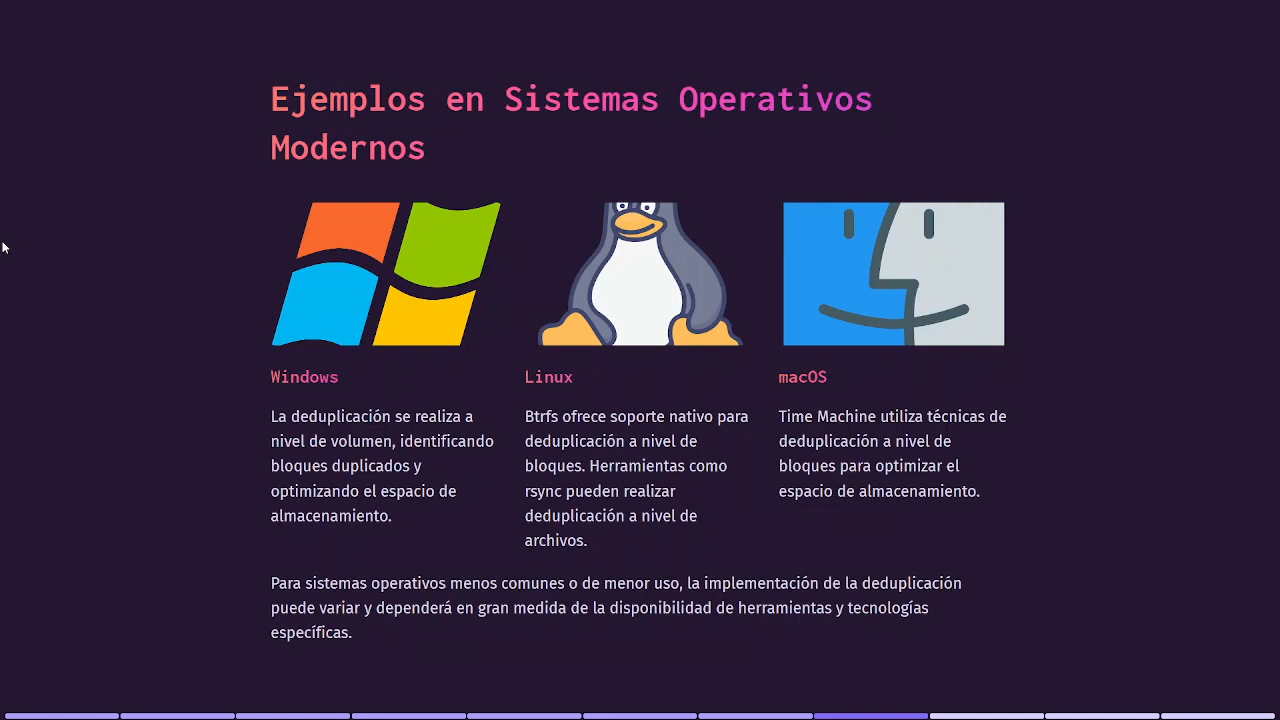 Ejemplos en Sistemas Operativos
Modernos
Windows
La deduplicación se realiza a
nivel de volumen, identificando
bloques duplicados y
optimizando el espacio de
almacenamiento.
Linux
Btrfs ofrece soporte nativo para
deduplicación a nivel de
bloques. Herramientas como
rsync pueden realizar
deduplicación a nivel de
archivos.
macOS
Time Machine utiliza técnicas de
deduplicación a nivel de
bloques para optimizar el
espacio de almacenamiento.
Para sistemas operativos menos comunes o de menor uso, la implementación de la deduplicación
puede variar y dependerá en gran medida de la disponibilidad de herramientas y tecnologías
específicas.